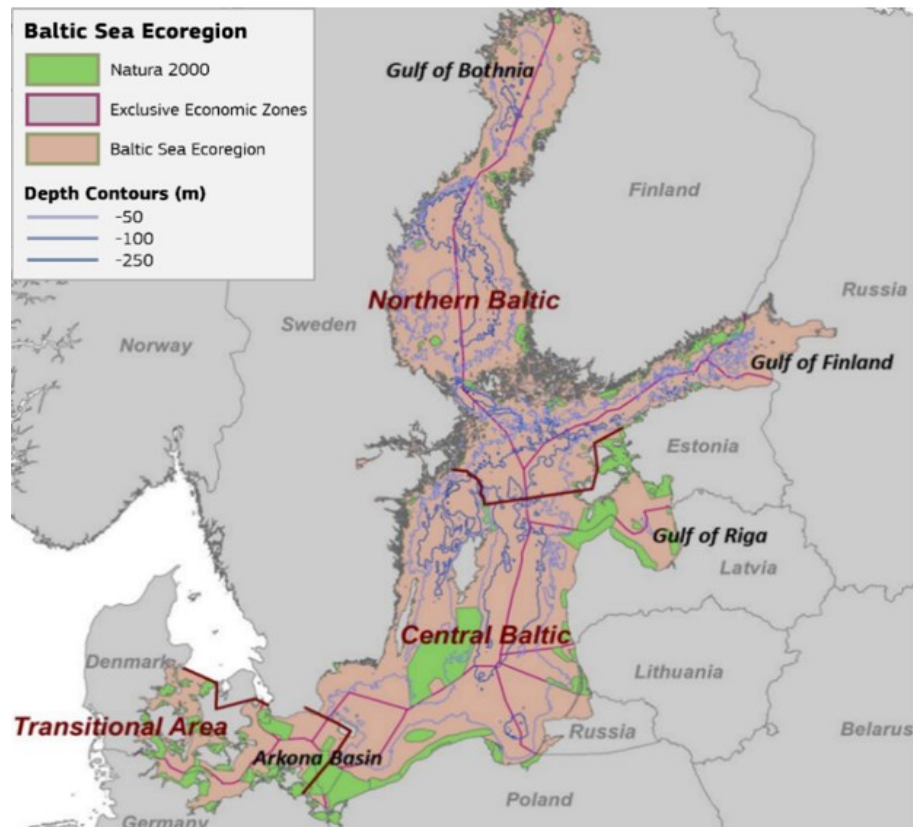 Baltic Sea Ecoregion
Natura 2000
Exclusive Economic Zones
Baltic Sea Ecoregion
Depth Contours (m)
-50
-100
-250
Gulf of Bothnia
Finland
Northern Baltic
Russia
Sweden
Norway
Gulf of Finland
Estonia
Gulf of Riga
Latvia
Central Baltic
Denmark
Lithuania
Transitional Area
Russia
Belarus
Arkona Basin
Poland
Germany